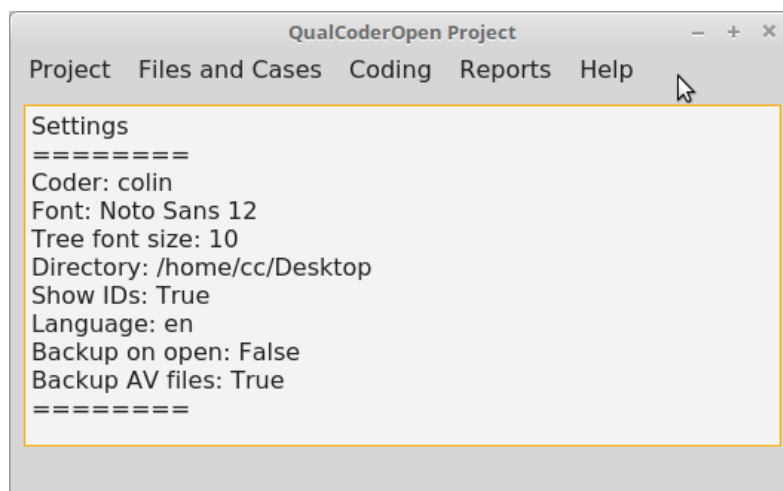 QualCoderOpen Project
Project Files and Cases Coding Reports Help
Settings
========
Coder: colin
Font: Noto Sans 12
Tree font size: 10
Directory: /home/cc/Desktop
Show IDs: True
Language: en
Backup on open: False
Backup AV files: True
========